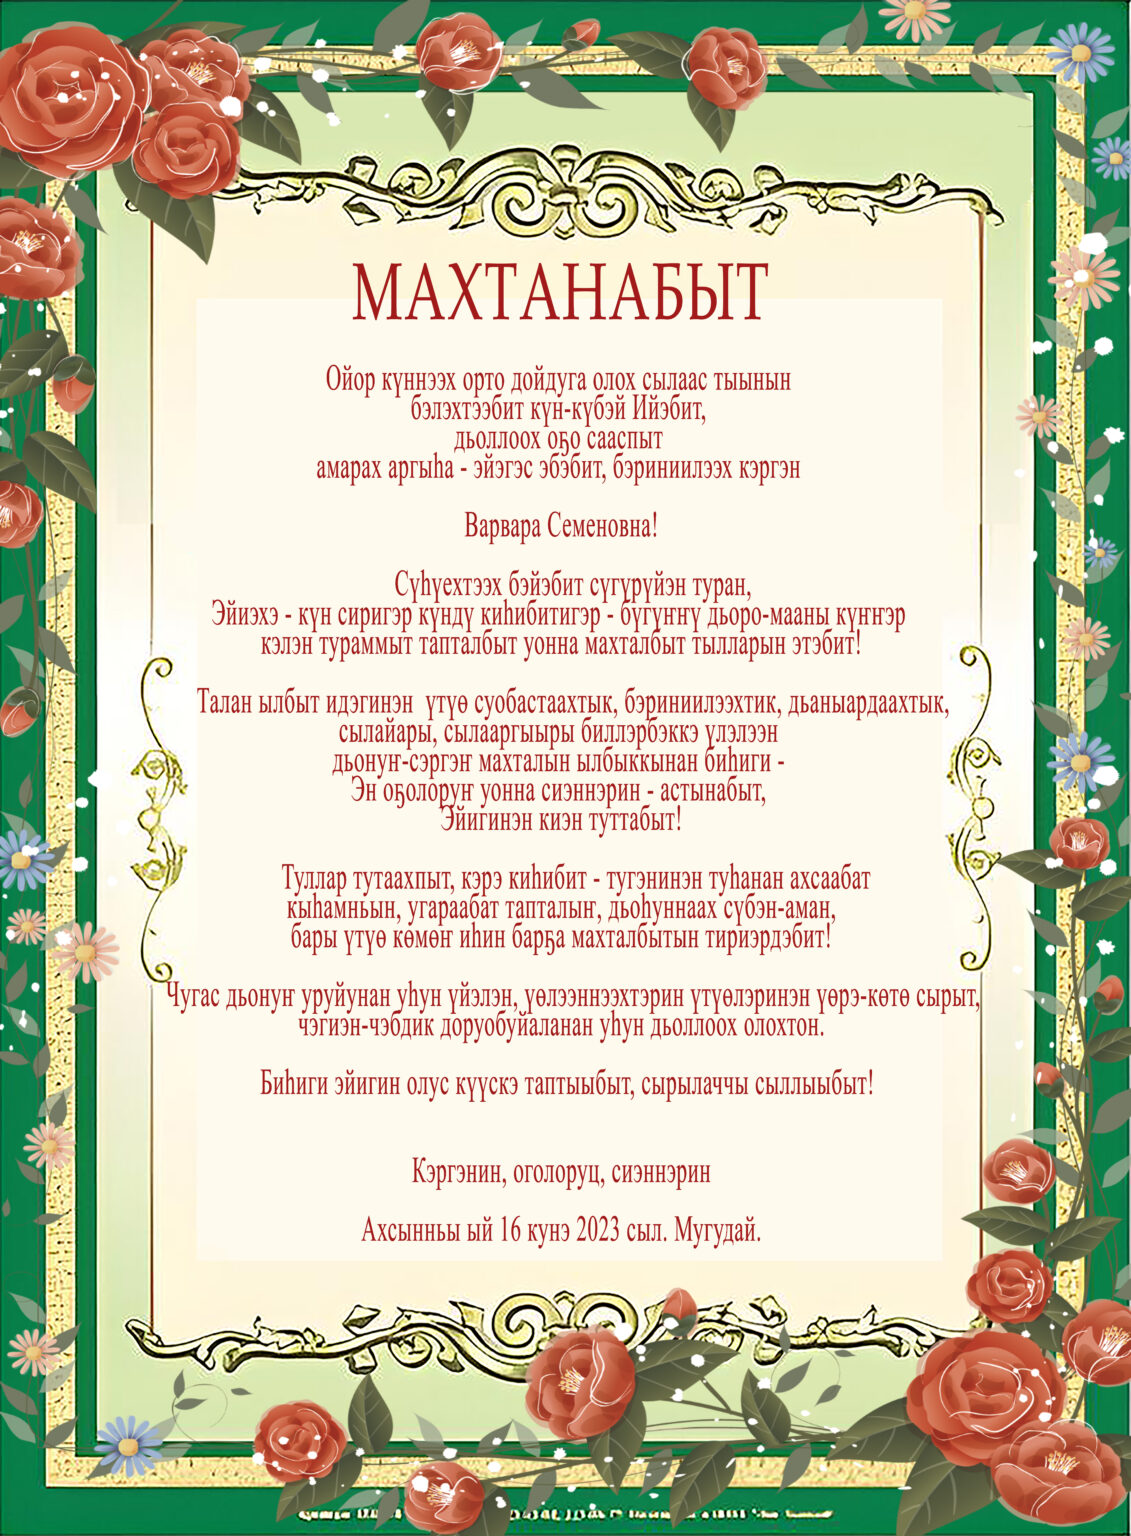 МАХТАНАБЫТ
Ойор күннээх орто дойдуга олох сылаас тыынын
бэлэхтээбит күн-күбэй Ийэбит,
дьоллоох оҕо сааспыт
амарах аргыһа - эйэгэс эбэбит, бэриниилээх кэргэн
Варвара Семеновна!
Сүһүехтээх бэйэбит сүгүрүйэн туран,
Эйиэхэ - күн сиригэр күндү киһибитигэр - бүгүҥҥү дьоро-мааны күҥҥэр
кэлэн тураммыт тапталбыт уонна махталбыт тылларын этэбит!
Талан ылбыт идэгинэн үтүө суобастаахтык, бэриниилээхтик, дьаныардаахтык,
сылайары, сылааргыыры биллэрбэккэ үлэлээн
дьонуҥ-сэргэҥ махталын ылбыккынан биһиги -
Эн оҕолоруҥ уонна сиэннэрин - астынабыт,
Эйигинэн киэн туттабыт!
Туллар тутаахпыт, кэрэ киһибит - тугэнинэн туһанан ахсаабат
кыһамньын, угараабат тапталыҥ, дьоһуннаах сүбэн-аман,
бары үтүө көмөҥ иһин барҕа махталбытын тириэрдэбит!
Чугас дьонуҥ уруйунан уһун үйэлэн, үөлээннээхтэрин үтүөлэринэн үөрэ-көтө сырыт,
чэгиэн-чэбдик доруобуйаланан уһун дьоллоох олохтон.
Биһиги эйигин олус күүскэ таптыыбыт, сырылаччы сыллыыбыт!
Кэргэнин, оголоруц, сиэннэрин
Ахсынньы ый 16 кунэ 2023 сыл. Мугудай.